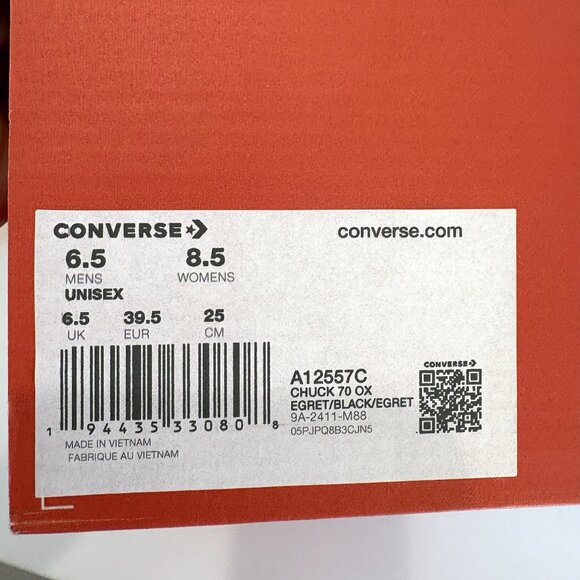 CONVERSE
converse.com
6.5 8.5
MENS WOMENS
UNISEX
6.5 39.5 25
UK EUR CM
1 94435 33080 8
MADE IN VIETNAM
FABRIQUE AU VIETNAM
A12557C
CHUCK 70 OX
EGRET/BLACK/EGRET
9A-2411-M88
05PJPQ8B3CJN5
CONVERSE